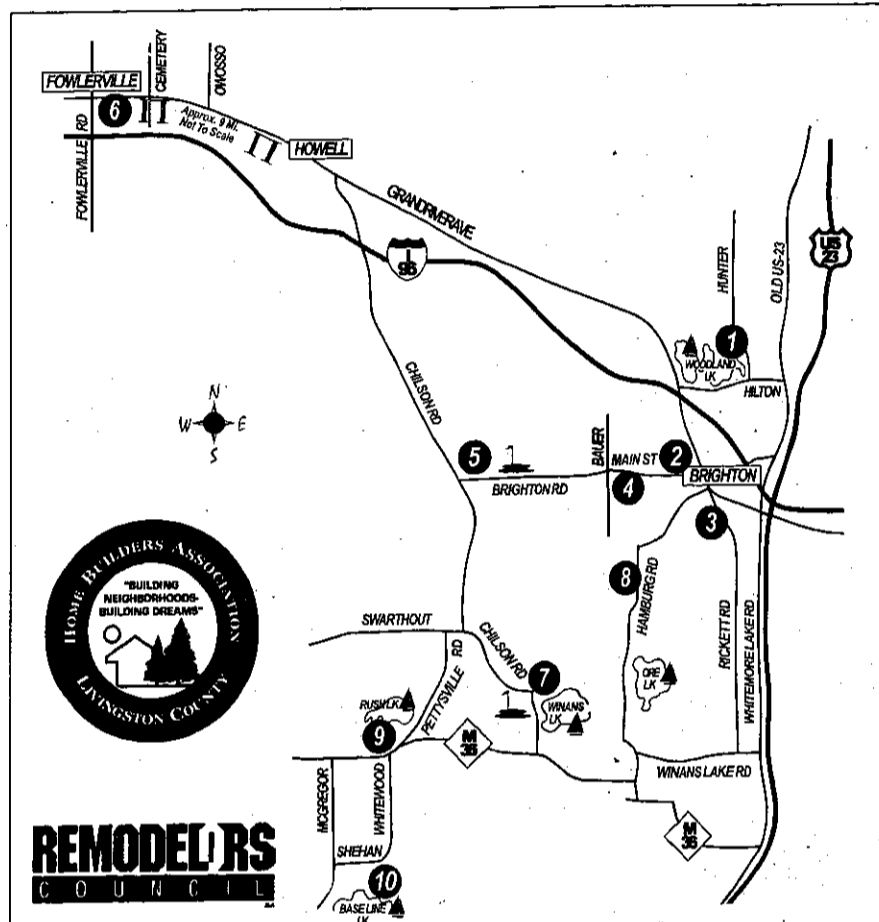 CEMETERY
OWOSSO
FOWLERVILLE
6
Approx. 9 Mi.
Not To Scale
HOWELL
FOWLERVILLE RD
GRAND RIVER AVE
I
96
HUNTER
OLD US-23
US
23
1
WOODLAND
LK
HILTON
CHILSON RD
N
W
E
S
5
BAUER
MAIN ST
2
BRIGHTON
BRIGHTON RD
4
3
HOME BUILDERS ASSOCIATION
"BUILDING
NEIGHBORHOODS-
BUILDING DREAMS"
LIVINGSTON COUNTY
8
HAMBURG RD
RICKETT RD
WHITEMORE LAKE RD
SWARTHOUT
CHILSON RD
PETTYSVILLE RD
7
ORE
LK
RUSH LK
WINANS
LK
9
M
36
WINANS LAKE RD
MCGREGOR
WHITEWOOD
M
36
REMODELORS
COUNCIL
SHEHAN
10
BASE LINE
LK